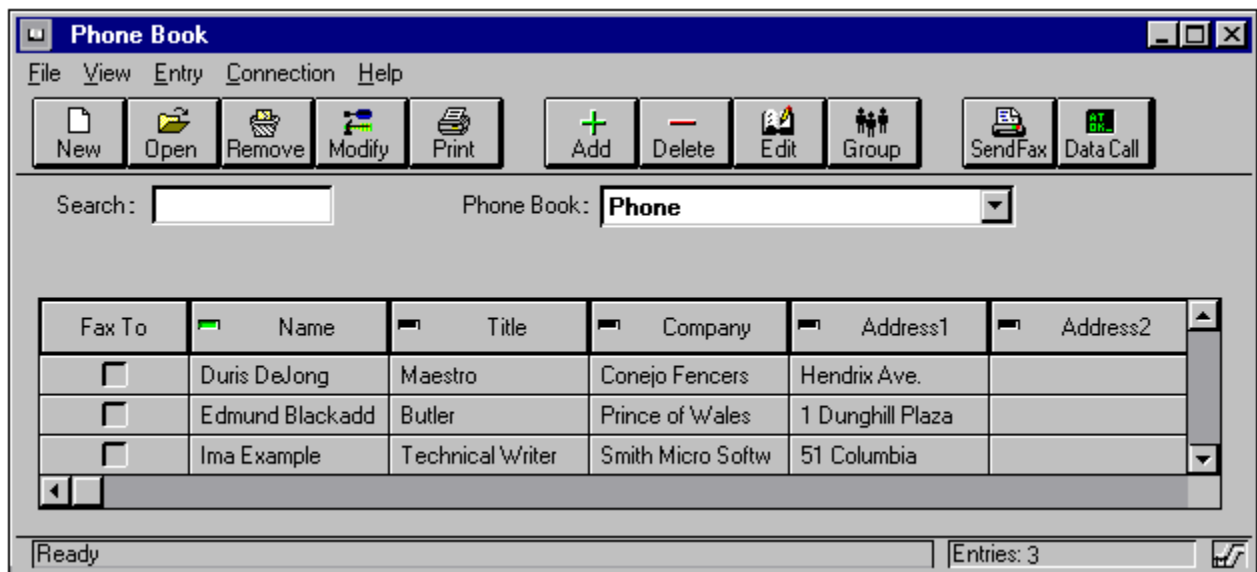 Phone Book
File View Entry Connection Help
New Open Remove Modify Print Add Delete Edit Group SendFax Data Call
Search: Phone Book: Phone
Fax To Name Title Company Address1 Address2
Duris DeJong Maestro Conejo Fencers Hendrix Ave.
Edmund Blackadd Butler Prince of Wales 1 Dunghill Plaza
Ima Example Technical Writer Smith Micro Softw 51 Columbia
Ready Entries: 3